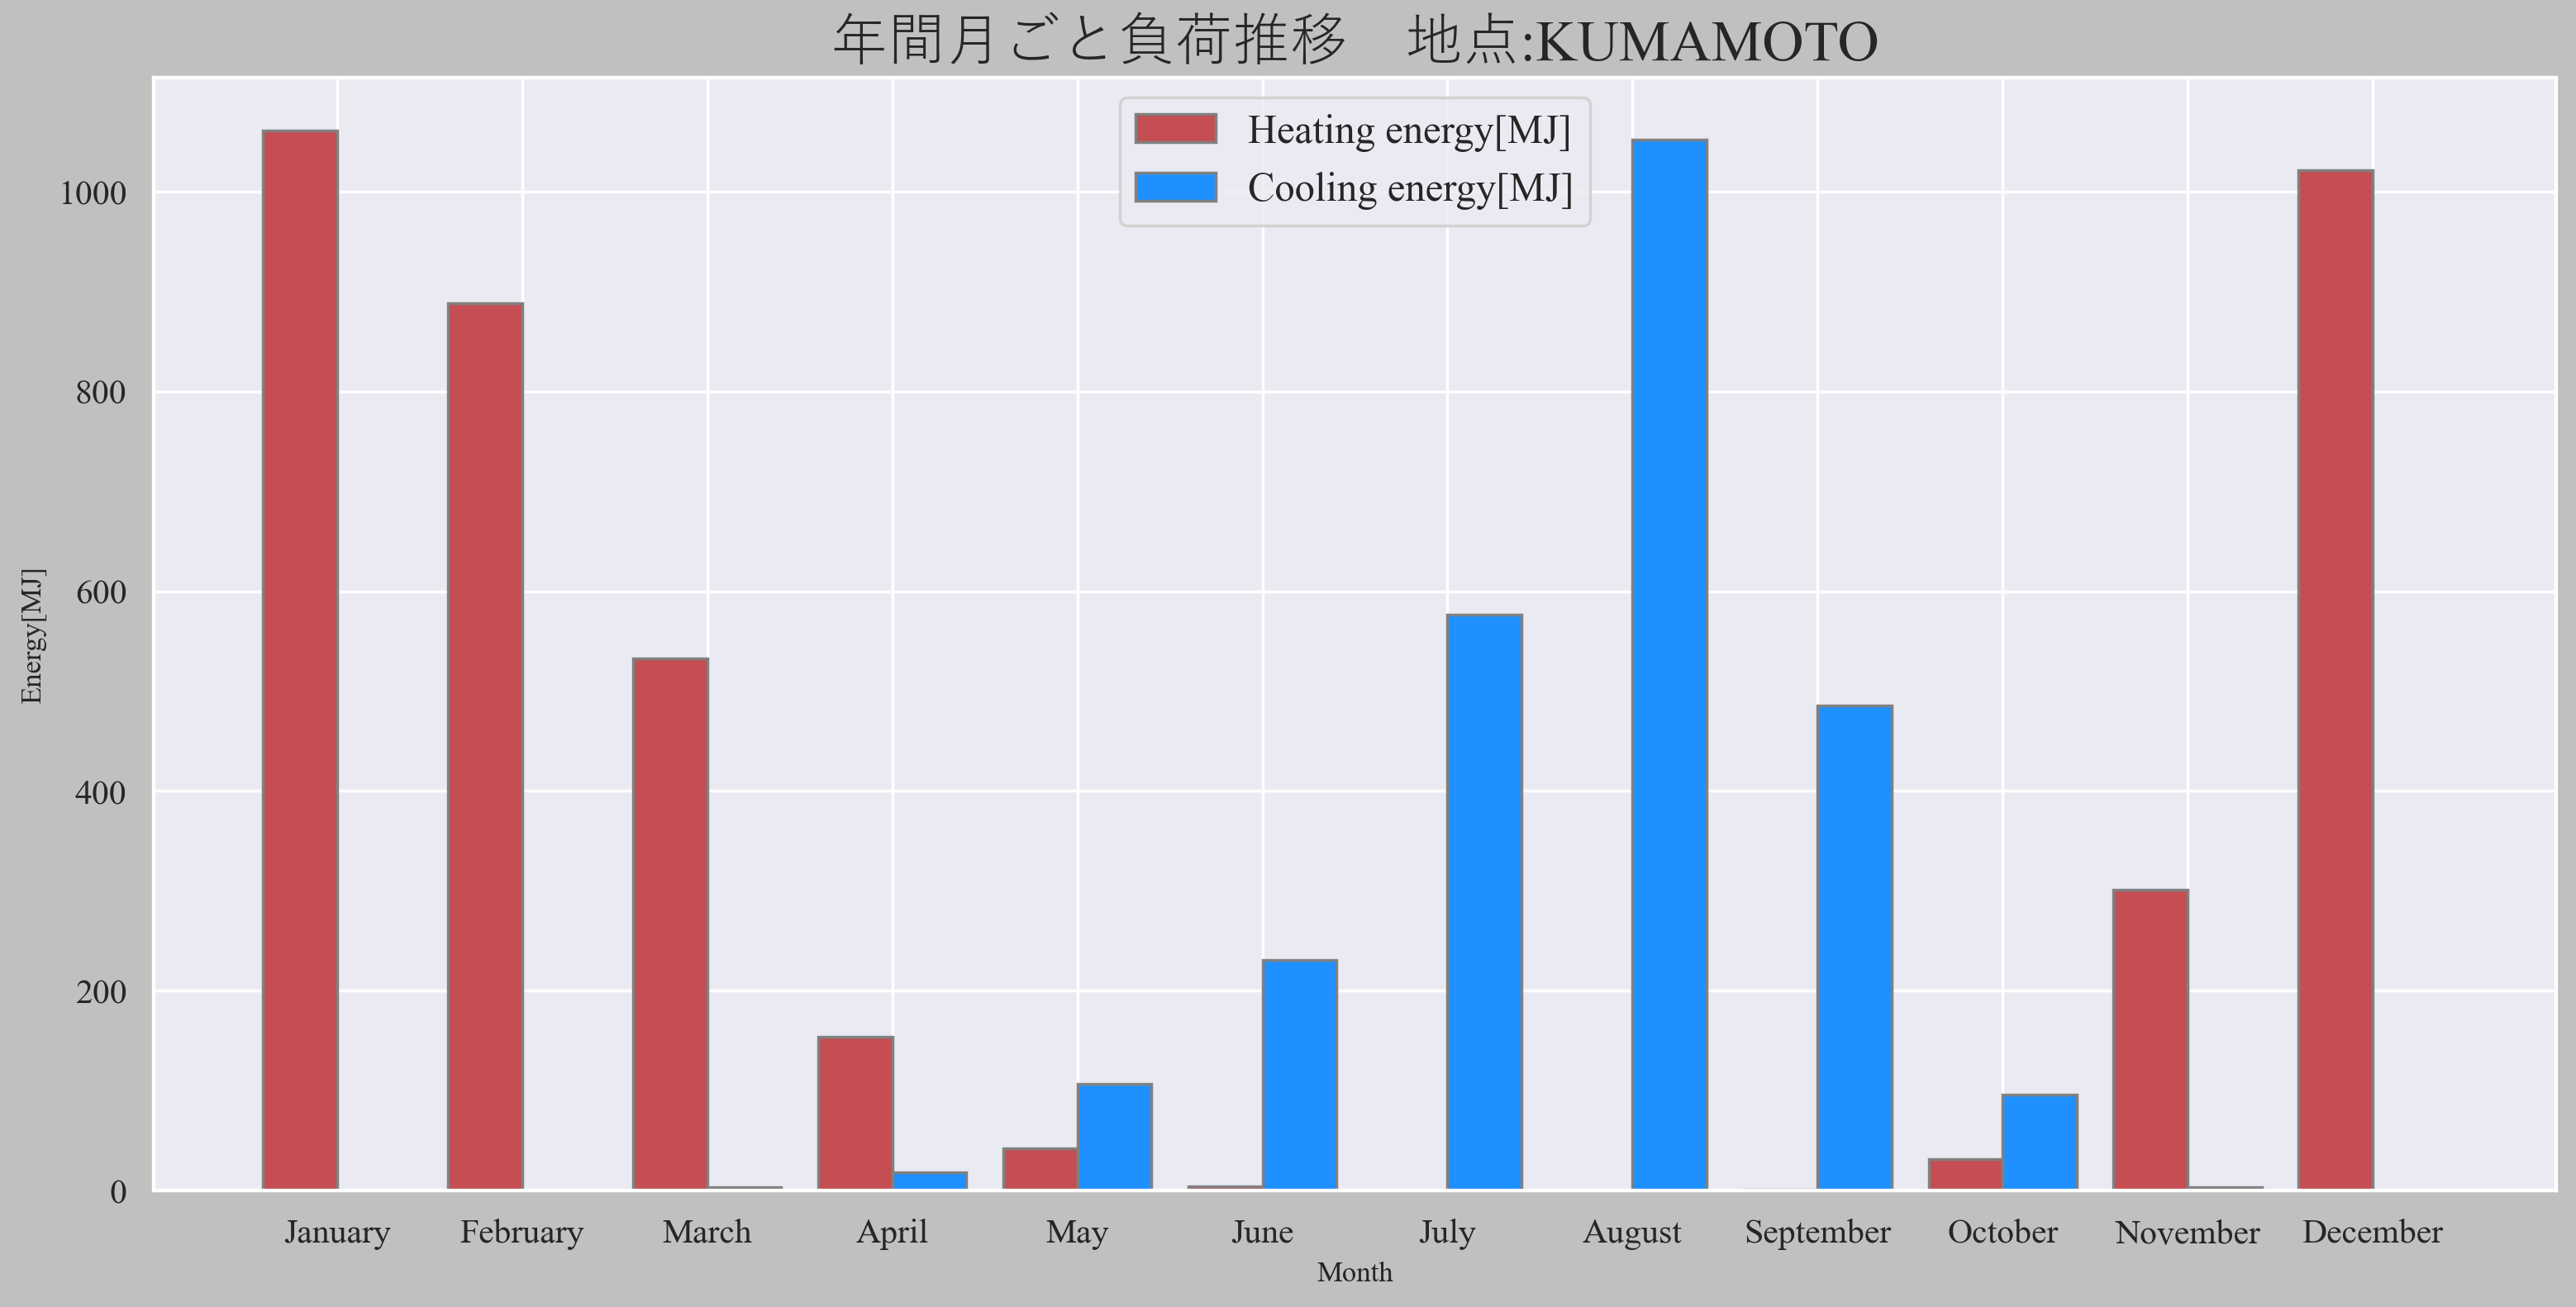 年間月ごと負荷推移　地点:KUMAMOTO
Heating energy[MJ]
Cooling energy[MJ]
Energy[MJ]
1000
800
600
400
200
0
January February March April May June July August September October November December
Month